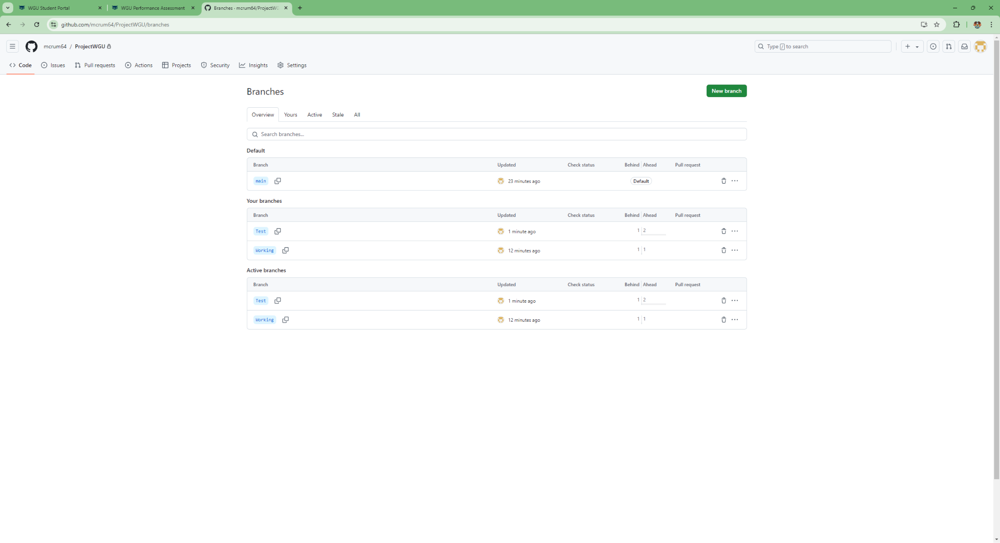 WGU Student Portal
WGU Performance Assessment
Branches · mcrum64/ProjectWG
github.com/mcrum64/ProjectWGU/branches
mcrum64 / ProjectWGU
Type / to search
Code Issues Pull requests Actions Projects Security Insights Settings
Branches
New branch
Overview Yours Active Stale All
Search branches...
Default
Branch Updated Check status Behind Ahead Pull request
main 23 minutes ago Default
Your branches
Branch Updated Check status Behind Ahead Pull request
Test 1 minute ago 1 2
Working 12 minutes ago 1 1
Active branches
Branch Updated Check status Behind Ahead Pull request
Test 1 minute ago 1 2
Working 12 minutes ago 1 1